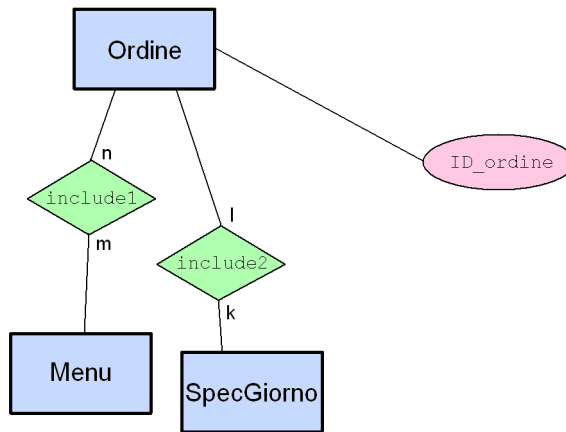 Ordine
n
ID_ordine
include1
l
m
include2
k
Menu
SpecGiorno